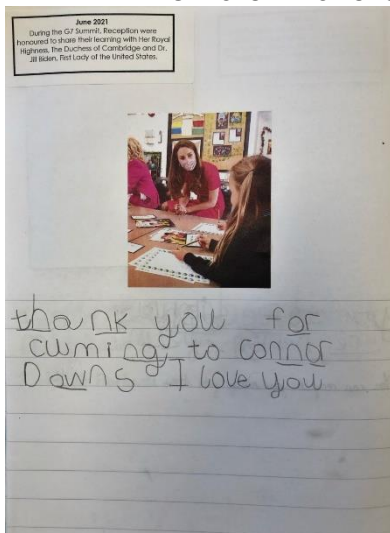 June 2021
During the G7 Summit, Reception were
honoured to share their learning with Her Royal
Highness, The Duchess of Cambridge and Dr.
Jill Biden, First Lady of the United States.
thank you for
cuming to connor
Downs I love you